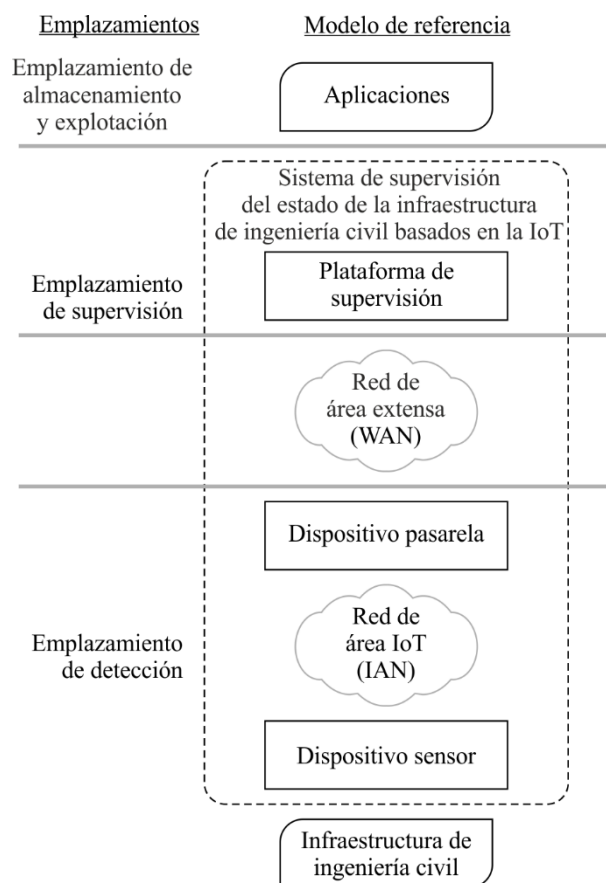 Emplazamientos
Modelo de referencia
Emplazamiento de
almacenamiento
y explotación
Aplicaciones
Sistema de supervisión
del estado de la infraestructura
de ingeniería civil basados en la IoT
Emplazamiento
de supervisión
Plataforma de
supervisión
Red de
área extensa
(WAN)
Dispositivo pasarela
Emplazamiento
de detección
Red de
área IoT
(IAN)
Dispositivo sensor
Infraestructura de
ingeniería civil